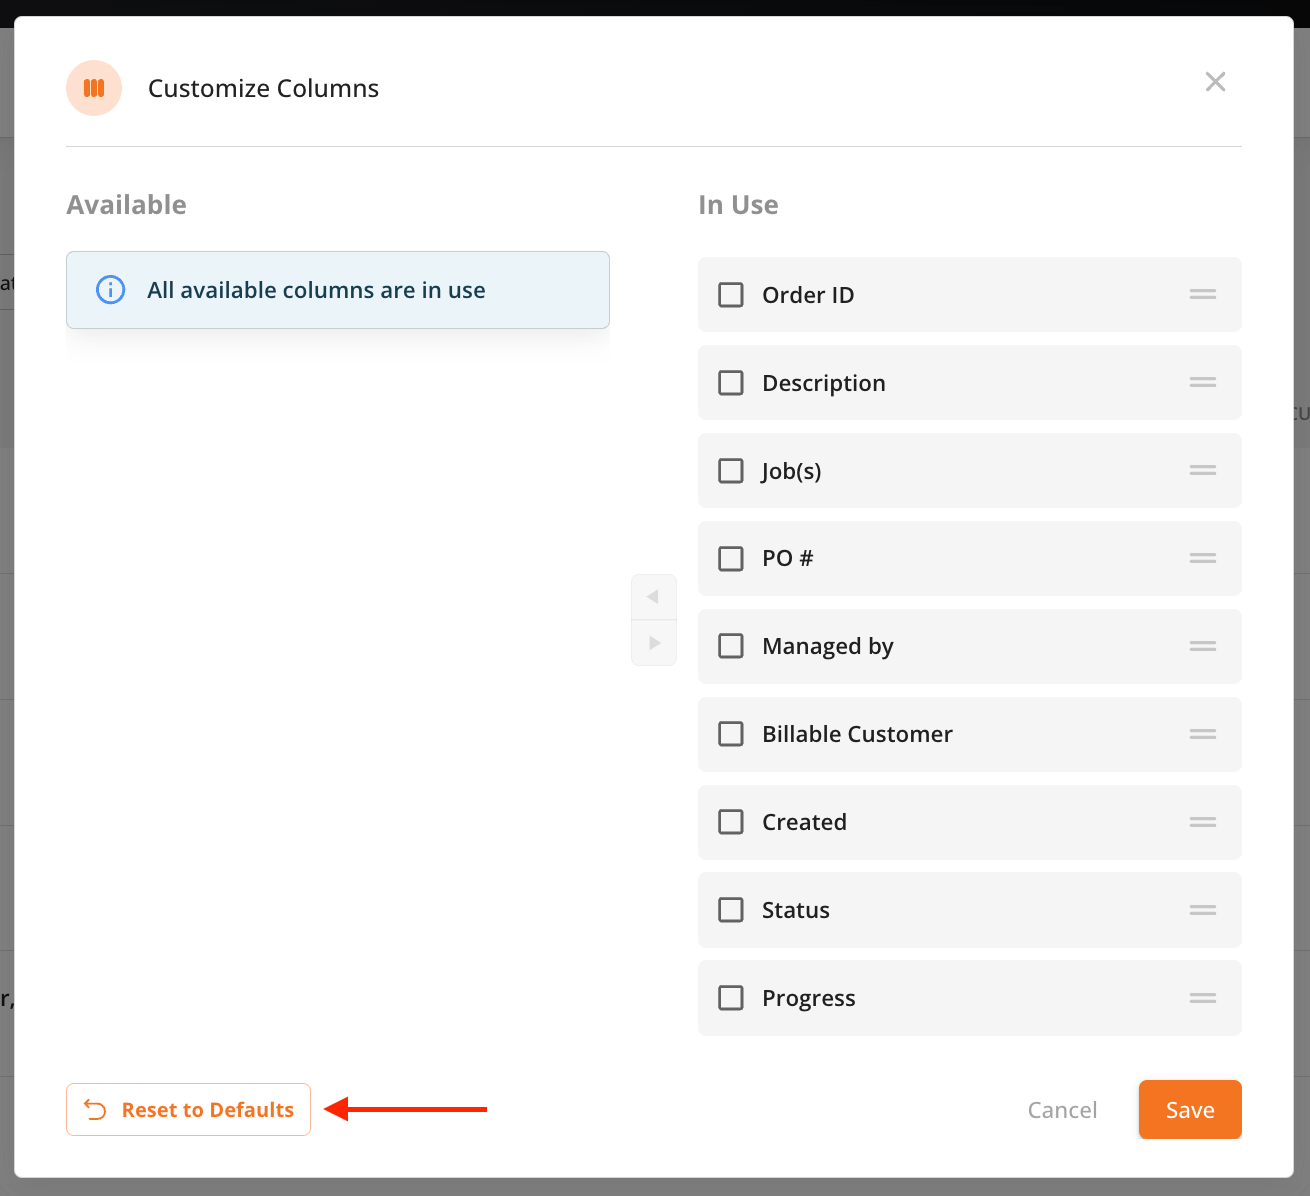 Customize Columns
Available
In Use
All available columns are in use
Order ID
Description
Job(s)
PO #
Managed by
Billable Customer
Created
Status
Progress
Reset to Defaults
Cancel
Save